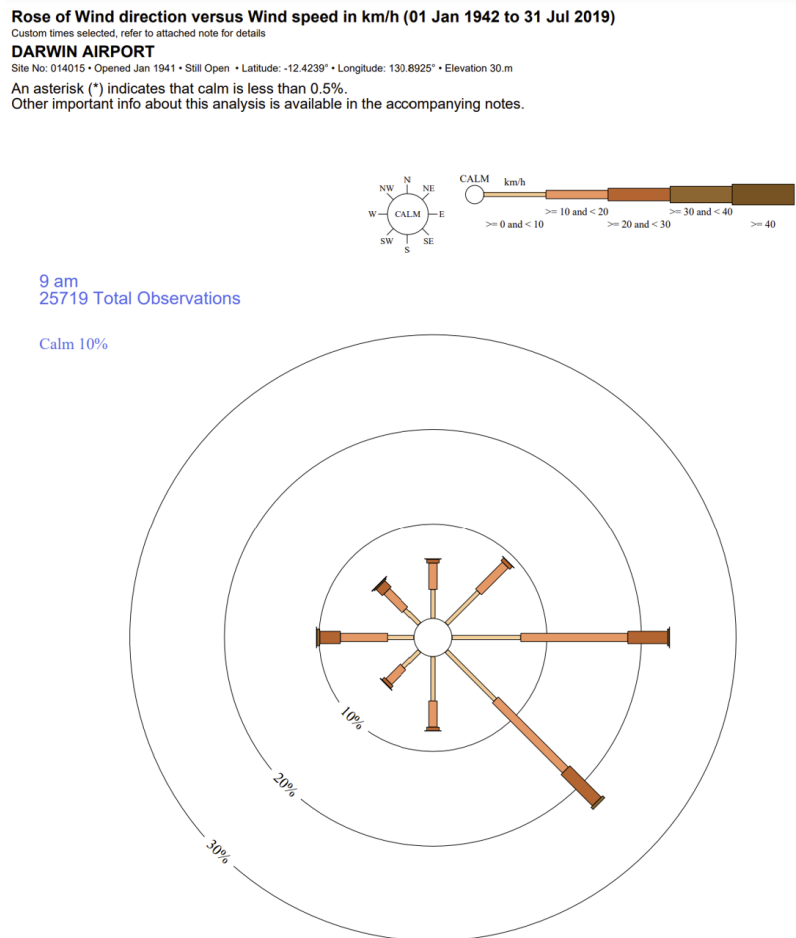 Rose of Wind direction versus Wind speed in km/h (01 Jan 1942 to 31 Jul 2019)
Custom times selected, refer to attached note for details
DARWIN AIRPORT
Site No: 014015 • Opened Jan 1941 • Still Open • Latitude: -12.4239° • Longitude: 130.8925° • Elevation 30.m
An asterisk (*) indicates that calm is less than 0.5%.
Other important info about this analysis is available in the accompanying notes.
N
NW NE
W CALM E
SW SE
S
CALM km/h
>= 10 and < 20 >= 30 and < 40
>= 0 and < 10 >= 20 and < 30 >= 40
9 am
25719 Total Observations
Calm 10%
10%
20%
30%